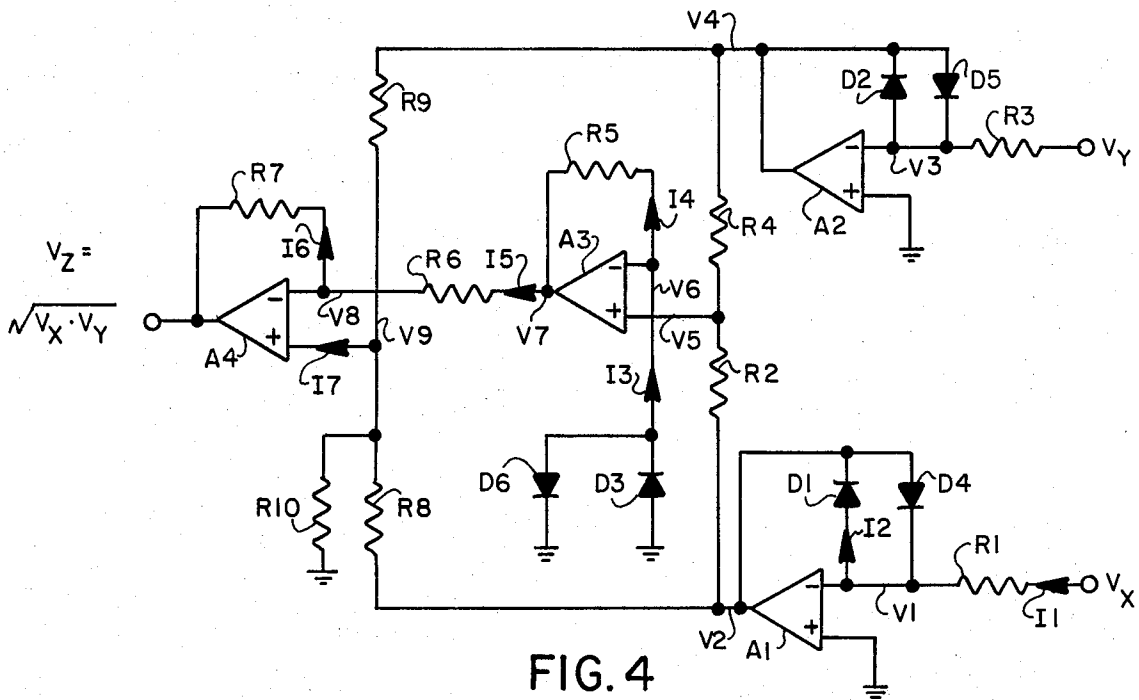 V4
D2
D5
R9
R3
R5
VY
V3
R7
I4
A2
R4
A3
VZ =
I6
R6
I5
√VX · VY
V6
V8
V7
V5
V9
A4
R2
I7
I3
D6
D3
D1
D4
R10
R8
I2
R1
V1
VX
I1
V2
A1
FIG. 4